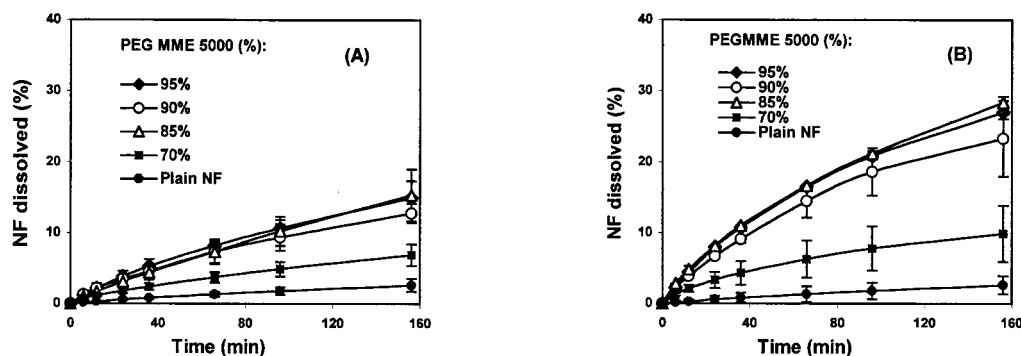 40
30
20
10
0
NF dissolved (%)
PEG MME 5000 (%):
95%
90%
85%
70%
Plain NF
(A)
0 40 80 120 160
Time (min)
40
30
20
10
0
NF dissolved (%)
PEGMME 5000 (%):
95%
90%
85%
70%
Plain NF
(B)
0 40 80 120 160
Time (min)